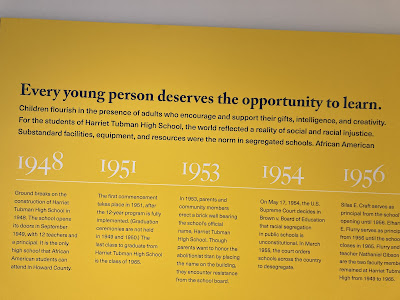 Every young person deserves the opportunity to learn.
Children flourish in the presence of adults who encourage and support their gifts, intelligence, and creativity.
For the students of Harriet Tubman High School, the world reflected a reality of social and racial injustice.
Substandard facilities, equipment, and resources were the norm in segregated schools. African American
1948
Ground breaks on the
construction of Harriet
Tubman High School in
1948. The school opens
its doors in September
1949, with 12 teachers and
a principal. It is the only
high school that African
American students can
attend in Howard County.
1951
The first commencement
takes place in 1951, after
the 12-year program is fully
implemented. (Graduation
ceremonies are not held
in 1949 and 1950.) The
last class to graduate from
Harriet Tubman High School
is the class of 1965.
1953
In 1953, parents and
community members
erect a brick wall bearing
the school's official
name, Harriet Tubman
High School. Though
parents want to honor the
abolitionist icon by placing
the name on the building,
they encounter resistance
from the school board.
1954
On May 17, 1954, the U.S.
Supreme Court decides in
Brown v. Board of Education
that racial segregation
in public schools is
unconstitutional. In March
1955, the court orders
schools across the country
to desegregate.
1956
Silas E. Craft serves as
principal from the school
opening until 1956. Elhart
E. Flurry serves as principal
from 1956 until the school
closes in 1965. Flurry and
teacher Nathaniel Gibson
are the two faculty members
remained at Harriet Tubman
High from 1949 to 1965.